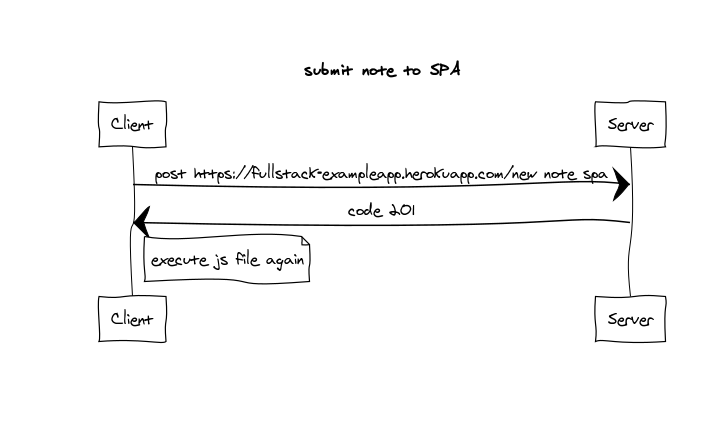 submit note to SPA
Client
Server
post https://fullstack-exampleapp.herokuapp.com/new note spa
code 201
execute js file again
Client
Server